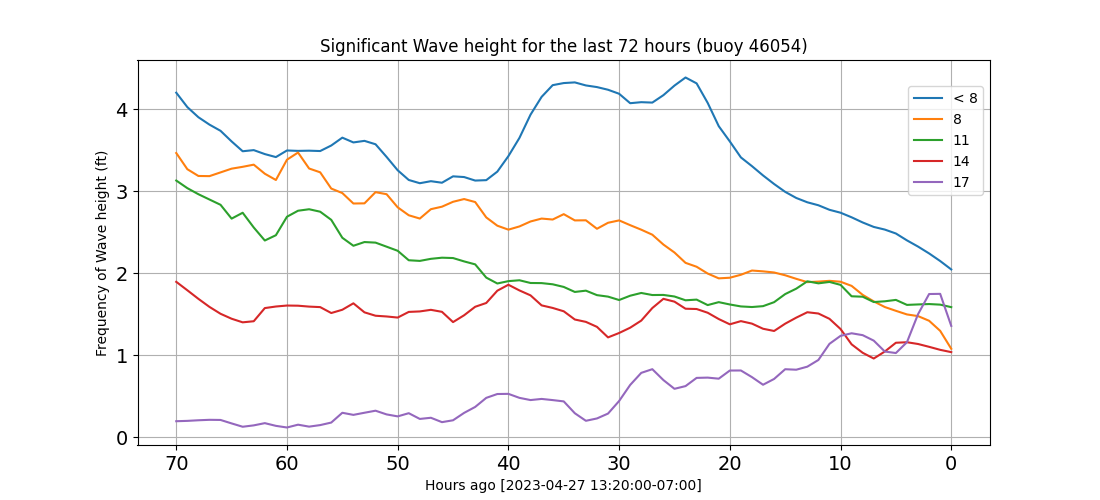 Significant Wave height for the last 72 hours (buoy 46054)
Frequency of Wave height (ft)
4
3
2
1
0
< 8
8
11
14
17
70 60 50 40 30 20 10 0
Hours ago [2023-04-27 13:20:00-07:00]